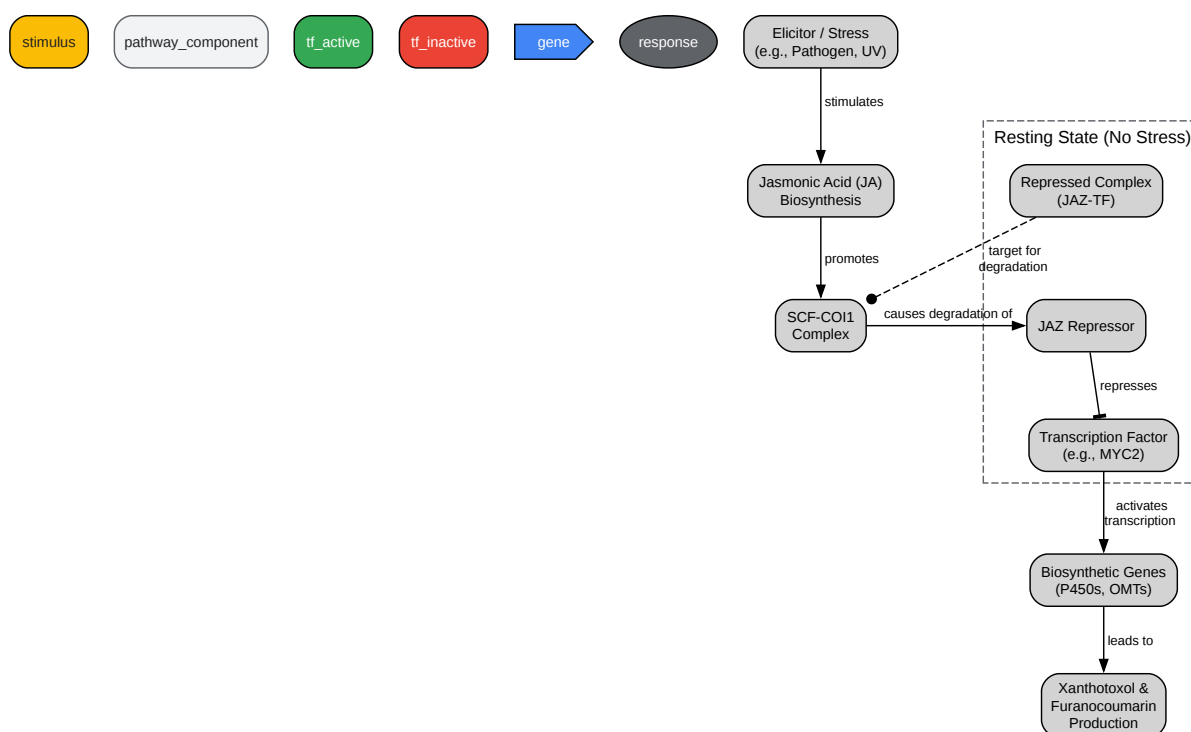 stimulus
pathway_component
tf_active
tf_inactive
gene
response
Elicitor / Stress
(e.g., Pathogen, UV)
stimulates
Resting State (No Stress)
Jasmonic Acid (JA)
Biosynthesis
Repressed Complex
(JAZ-TF)
promotes
target for
degradation
SCF-COI1
Complex
causes degradation of
JAZ Repressor
represses
Transcription Factor
(e.g., MYC2)
activates
transcription
Biosynthetic Genes
(P450s, OMTs)
leads to
Xanthotoxol &
Furanocoumarin
Production